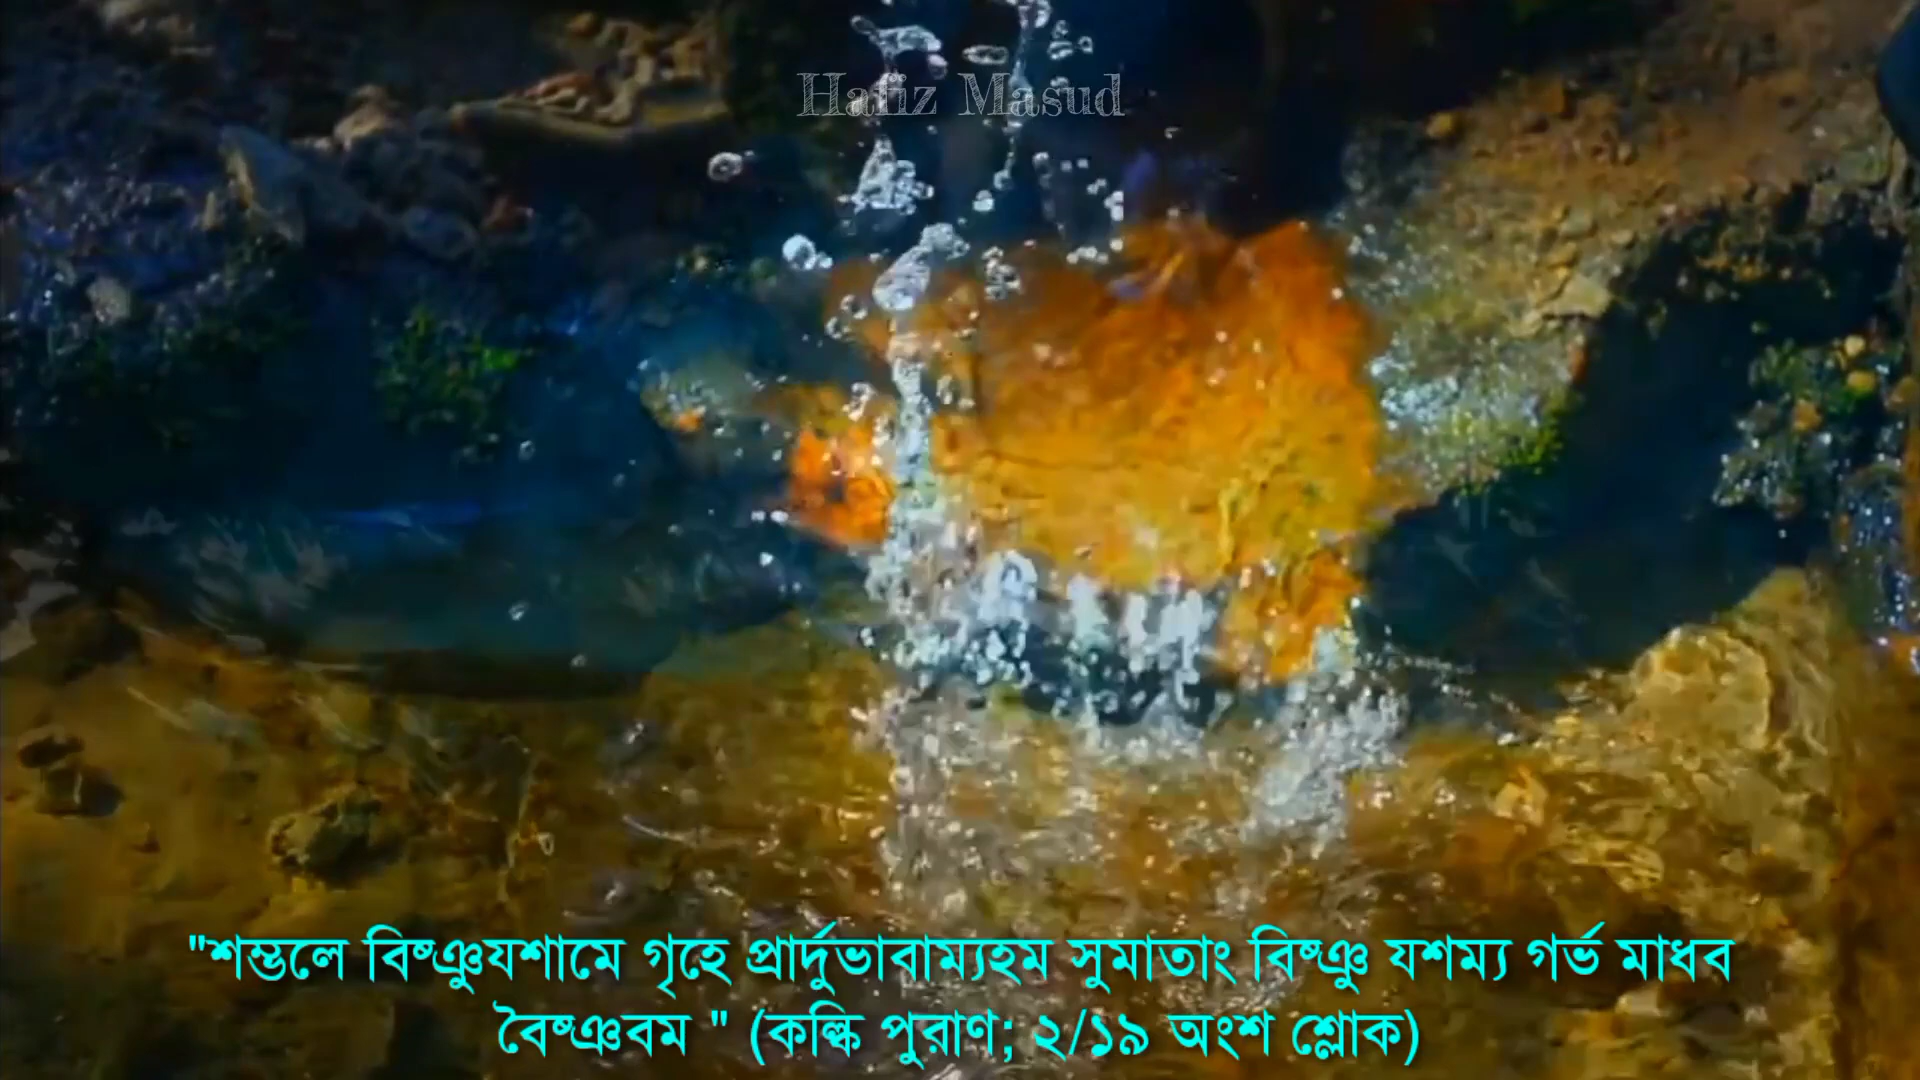 Hafiz Masud
"শম্ভলে বিষ্ণুযশামে গৃহে প্রার্দুভাবাম্যহম সুমাতাং বিষ্ণু যশম্য গর্ভ মাধব
বৈষ্ণবম " (কল্কি পুরাণ; ২/১৯ অংশ শ্লোক)